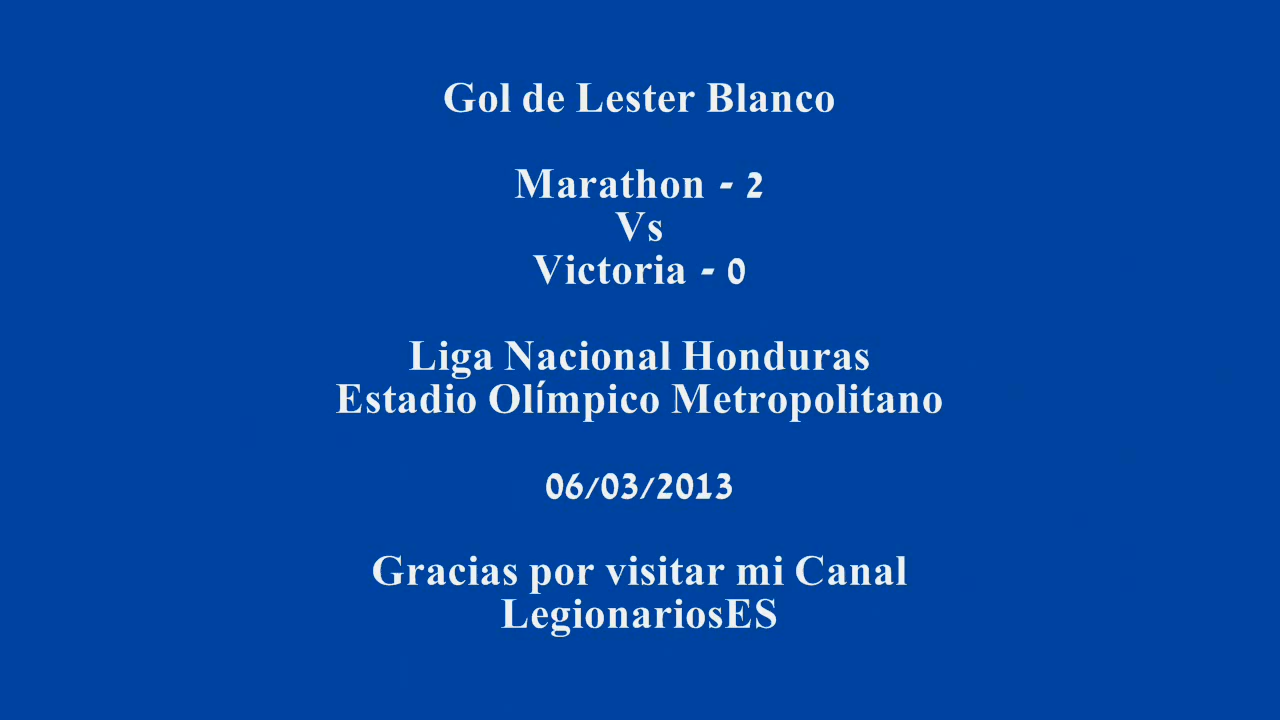 Gol de Lester Blanco
Marathon - 2
Vs
Victoria - 0
Liga Nacional Honduras
Estadio Olímpico Metropolitano
06/03/2013
Gracias por visitar mi Canal
LegionariosES